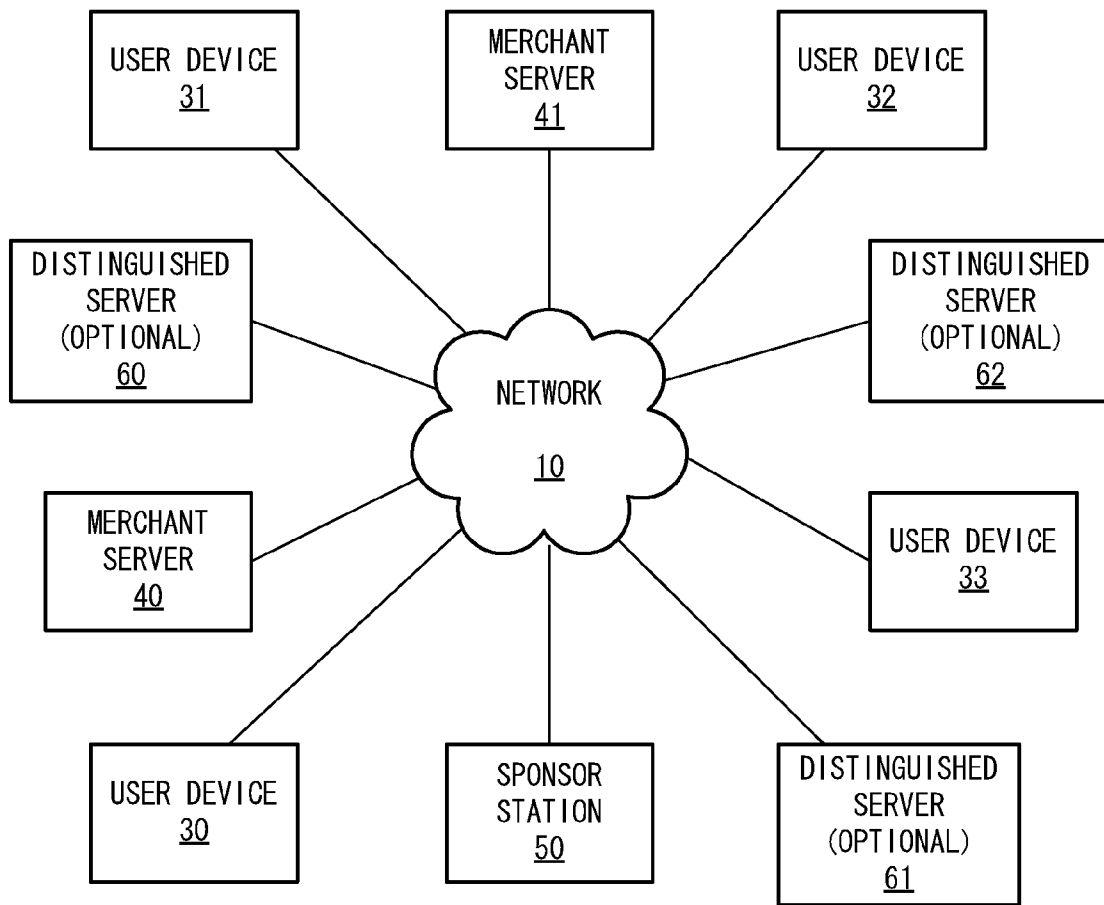 USER DEVICE
31
MERCHANT
SERVER
41
USER DEVICE
32
DISTINGUISHED
SERVER
(OPTIONAL)
60
DISTINGUISHED
SERVER
(OPTIONAL)
62
NETWORK
10
MERCHANT
SERVER
40
USER DEVICE
33
USER DEVICE
30
SPONSOR
STATION
50
DISTINGUISHED
SERVER
(OPTIONAL)
61